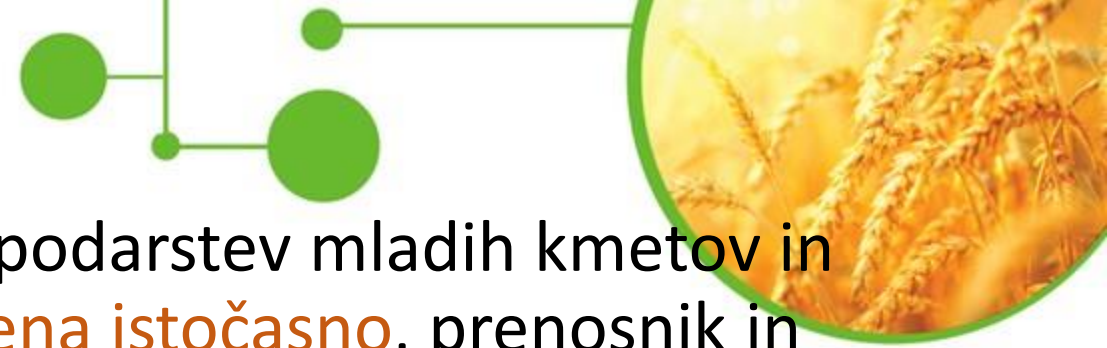 podarstev mladih kmetov in
ena istočasno, prenosnik in